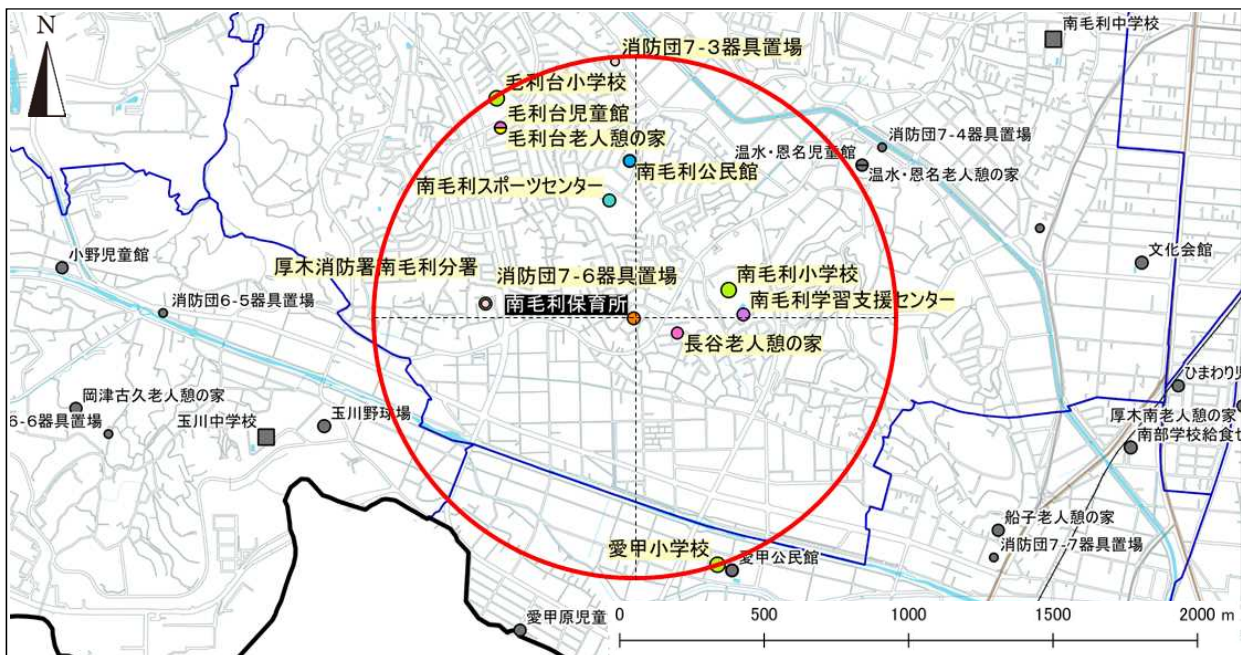 N
南毛利中学校
消防団7-3器具置場
毛利台小学校
毛利台児童館
毛利台老人憩の家
消防団7-4器具置場
温水・恩名児童館
温水・恩名老人憩の家
南毛利公民館
南毛利スポーツセンター
小野児童館
文化会館
厚木消防署南毛利分署
消防団7-6器具置場
南毛利小学校
消防団6-5器具置場
南毛利保育所
南毛利学習支援センター
長谷老人憩の家
ひまわり児
岡津古久老人憩の家
6-6器具置場
玉川中学校
玉川野球場
厚木南老人憩の家
南部学校給食セ
船子老人憩の家
消防団7-7器具置場
愛甲小学校
愛甲公民館
愛甲原児童
0 500 1000 1500 2000 m